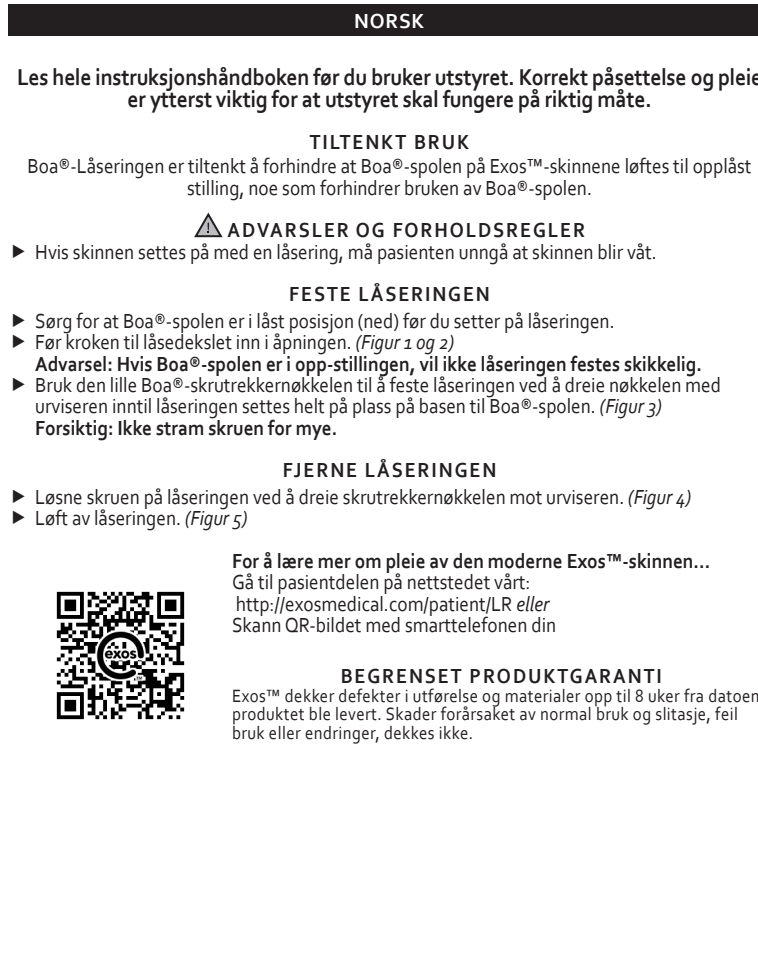 NORSK
Les hele instruksjonshåndboken før du bruker utstyret. Korrekt påsettelse og pleie
er ytterst viktig for at utstyret skal fungere på riktig måte.
TILTENKT BRUK
Boa®-Låseringen er tiltenkt å forhindre at Boa®-spolen på Exos™-skinnene løftes til opplåst
stilling, noe som forhindrer bruken av Boa®-spolen.
ADVARSLER OG FORHOLDSREGLER
▶ Hvis skinnen settes på med en låsering, må pasienten unngå at skinnen blir våt.
FESTE LÅSERINGEN
▶ Sørg for at Boa®-spolen er i låst posisjon (ned) før du setter på låseringen.
▶ Før kroken til låsedekslet inn i åpningen. (Figur 1 og 2)
Advarsel: Hvis Boa®-spolen er i opp-stillingen, vil ikke låseringen festes skikkelig.
▶ Bruk den lille Boa®-skrutrekkernøkkelen til å feste låseringen ved å dreie nøkkelen med
urviseren inntil låseringen settes helt på plass på basen til Boa®-spolen. (Figur 3)
Forsiktig: Ikke stram skruen for mye.
FJERNE LÅSERINGEN
▶ Løsne skruen på låseringen ved å dreie skrutrekkernøkkelen mot urviseren. (Figur 4)
▶ Løft av låseringen. (Figur 5)
For å lære mer om pleie av den moderne Exos™-skinnen...
Gå til pasientdelen på nettstedet vårt:
http://exosmedical.com/patient/LR eller
Skann QR-bildet med smarttelefonen din
exos
BEGRENSET PRODUKTGARANTI
Exos™ dekker defekter i utførelse og materialer opp til 8 uker fra datoen
produktet ble levert. Skader forårsaket av normal bruk og slitasje, feil
bruk eller endringer, dekkes ikke.